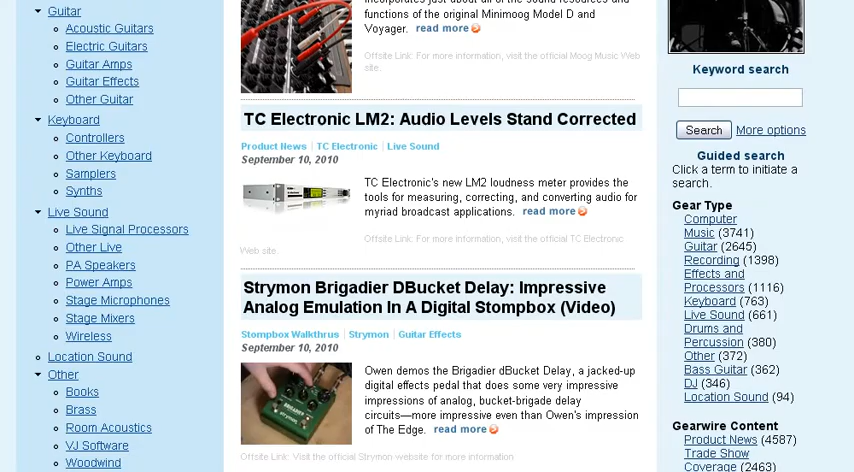 Guitar
Acoustic Guitars
Electric Guitars
Guitar Amps
Guitar Effects
Other Guitar
Keyboard
Controllers
Other Keyboard
Samplers
Synths
Live Sound
Live Signal Processors
Other Live
PA Speakers
Power Amps
Stage Microphones
Stage Mixers
Wireless
Location Sound
Other
Books
Brass
Room Acoustics
VJ Software
Woodwind
incorporates just about all of the sound resources and
functions of the original Minimoog Model D and
Voyager. read more
Offsite Link: For more information, visit the official Moog Music Web
site.
TC Electronic LM2: Audio Levels Stand Corrected
Product News | TC Electronic | Live Sound
September 10, 2010
TC Electronic's new LM2 loudness meter provides the
tools for measuring, correcting, and converting audio for
myriad broadcast applications. read more
Offsite Link: For more information, visit the official TC Electronic
Web site.
Strymon Brigadier DBucket Delay: Impressive
Analog Emulation In A Digital Stompbox (Video)
Stompbox Walkthrus | Strymon | Guitar Effects
September 10, 2010
Owen demos the Brigadier dBucket Delay, a jacked-up
digital effects pedal that does some very impressive
impressions of analog, bucket-brigade delay
circuits—more impressive even than Owen's impression
of The Edge. read more
Offsite Link: Visit the official Strymon website for more information
Keyword search
Search More options
Guided search
Click a term to initiate a
search.
Gear Type
Computer
Music (3741)
Guitar (2645)
Recording (1398)
Effects and
Processors (1116)
Keyboard (763)
Live Sound (661)
Drums and
Percussion (380)
Other (372)
Bass Guitar (362)
DJ (346)
Location Sound (94)
Gearwire Content
Product News (4587)
Trade Show
Coverage (2463)